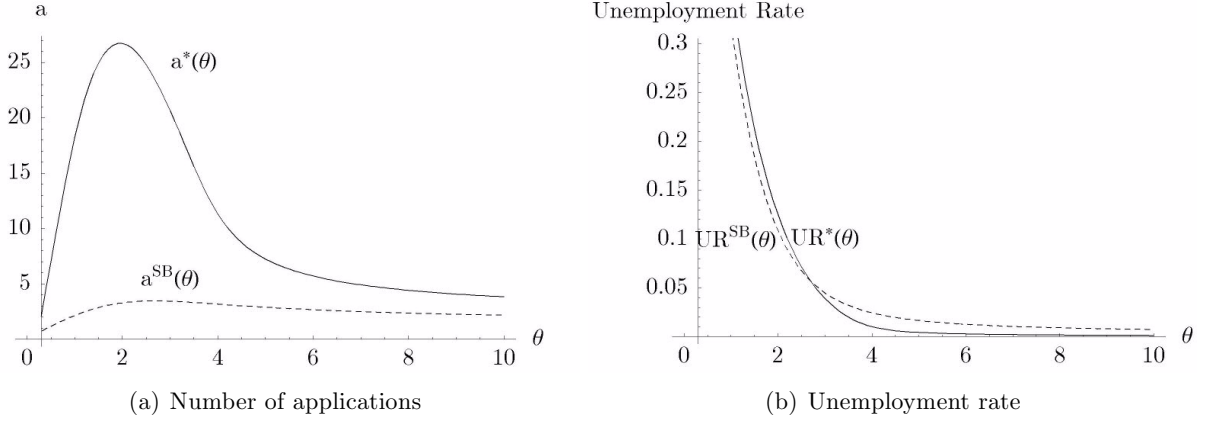 a
25
20
15
10
5
0
2
4
6
8
10
θ
a*(θ)
a^SB(θ)
(a) Number of applications
Unemployment Rate
0.3
0.25
0.2
0.15
0.1
0.05
0
2
4
6
8
10
θ
UR^SB(θ)
UR*(θ)
(b) Unemployment rate